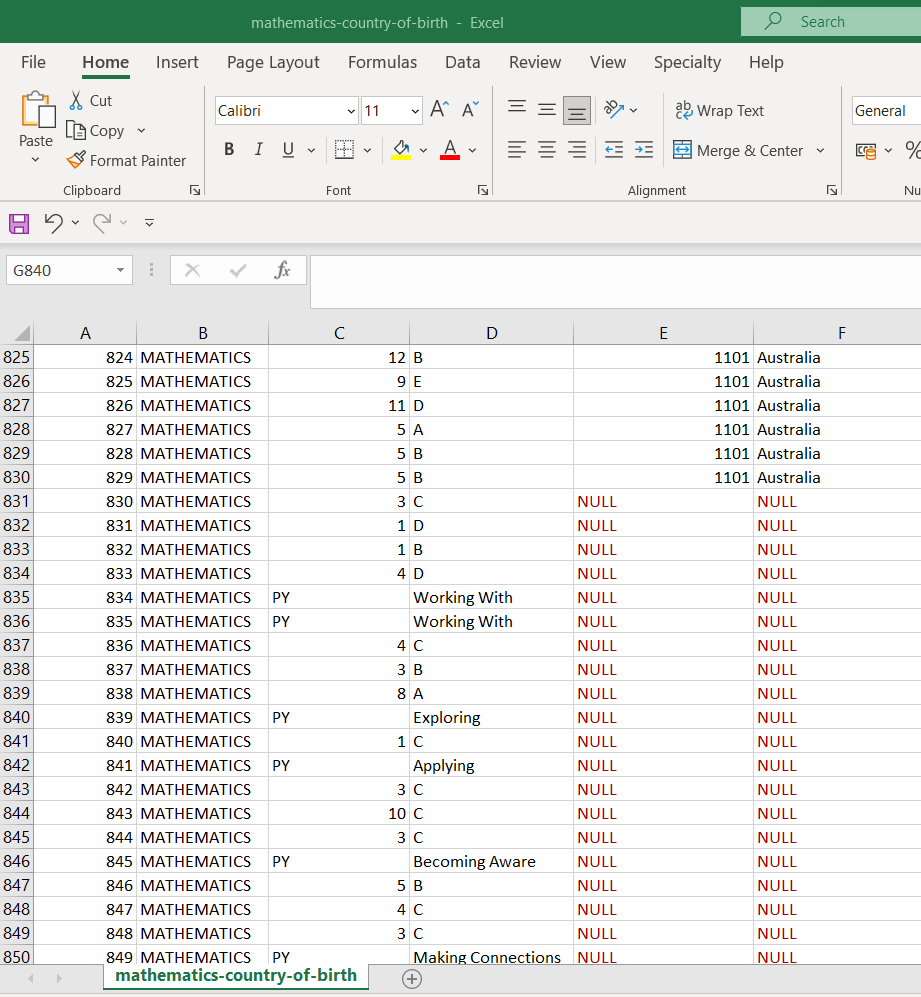 mathematics-country-of-birth - Excel
Search
File Home Insert Page Layout Formulas Data Review View Specialty Help
Paste
Cut
Copy
Format Painter
Clipboard
Calibri 11 A A
B I U A
Font
ab Wrap Text
Merge & Center
Alignment
General
%
Nu
G840
fx
A B C D E F
825 824 MATHEMATICS 12 B 1101 Australia
826 825 MATHEMATICS 9 E 1101 Australia
827 826 MATHEMATICS 11 D 1101 Australia
828 827 MATHEMATICS 5 A 1101 Australia
829 828 MATHEMATICS 5 B 1101 Australia
830 829 MATHEMATICS 5 B 1101 Australia
831 830 MATHEMATICS 3 C NULL NULL
832 831 MATHEMATICS 1 D NULL NULL
833 832 MATHEMATICS 1 B NULL NULL
834 833 MATHEMATICS 4 D NULL NULL
835 834 MATHEMATICS PY Working With NULL NULL
836 835 MATHEMATICS PY Working With NULL NULL
837 836 MATHEMATICS 4 C NULL NULL
838 837 MATHEMATICS 3 B NULL NULL
839 838 MATHEMATICS 8 A NULL NULL
840 839 MATHEMATICS PY Exploring NULL NULL
841 840 MATHEMATICS 1 C NULL NULL
842 841 MATHEMATICS PY Applying NULL NULL
843 842 MATHEMATICS 3 C NULL NULL
844 843 MATHEMATICS 10 C NULL NULL
845 844 MATHEMATICS 3 C NULL NULL
846 845 MATHEMATICS PY Becoming Aware NULL NULL
847 846 MATHEMATICS 5 B NULL NULL
848 847 MATHEMATICS 4 C NULL NULL
849 848 MATHEMATICS 3 C NULL NULL
850 849 MATHEMATICS PY Making Connections NULL NULL
mathematics-country-of-birth